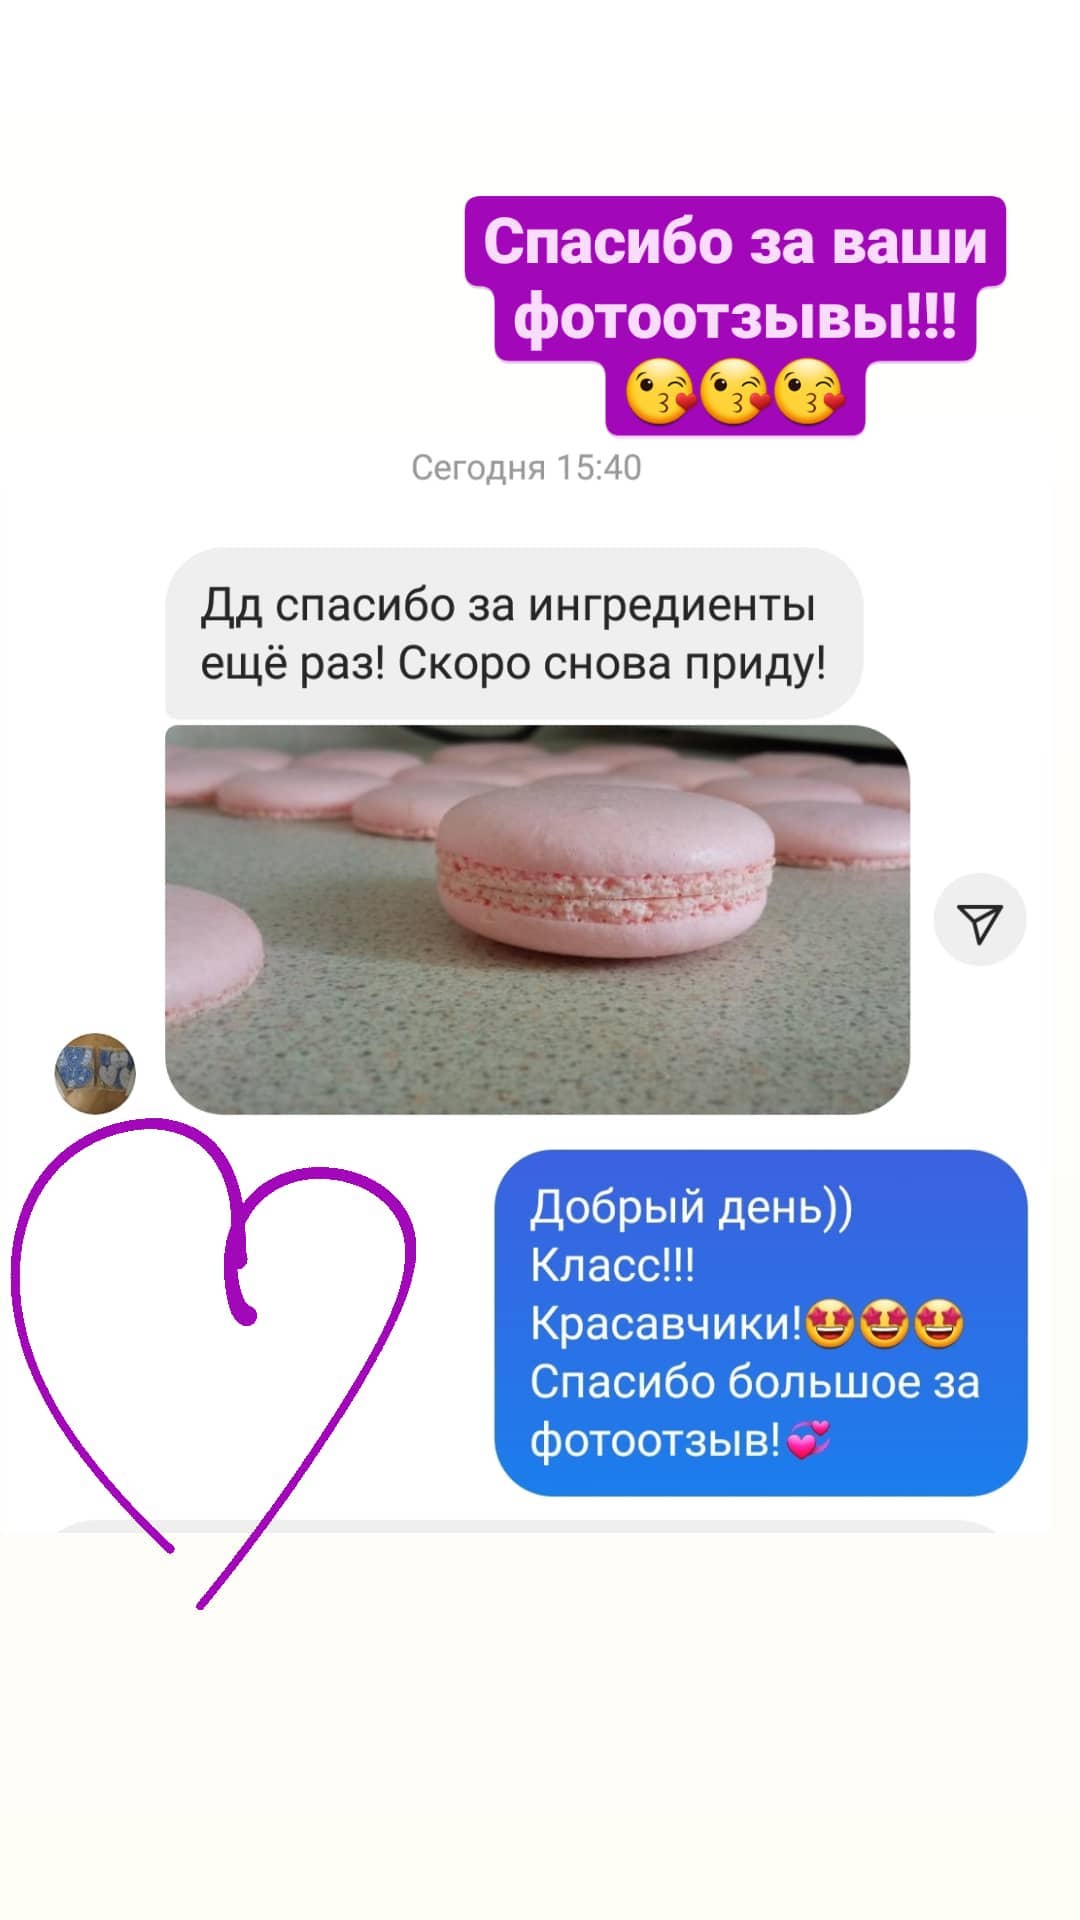 Спасибо за ваши
фотоотзывы!!!
😘😘😘
Сегодня 15:40
Дд спасибо за ингредиенты
ещё раз! Скоро снова приду!
Добрый день))
Класс!!!
Красавчики!🤩🤩🤩
Спасибо большое за
фотоотзыв!💞